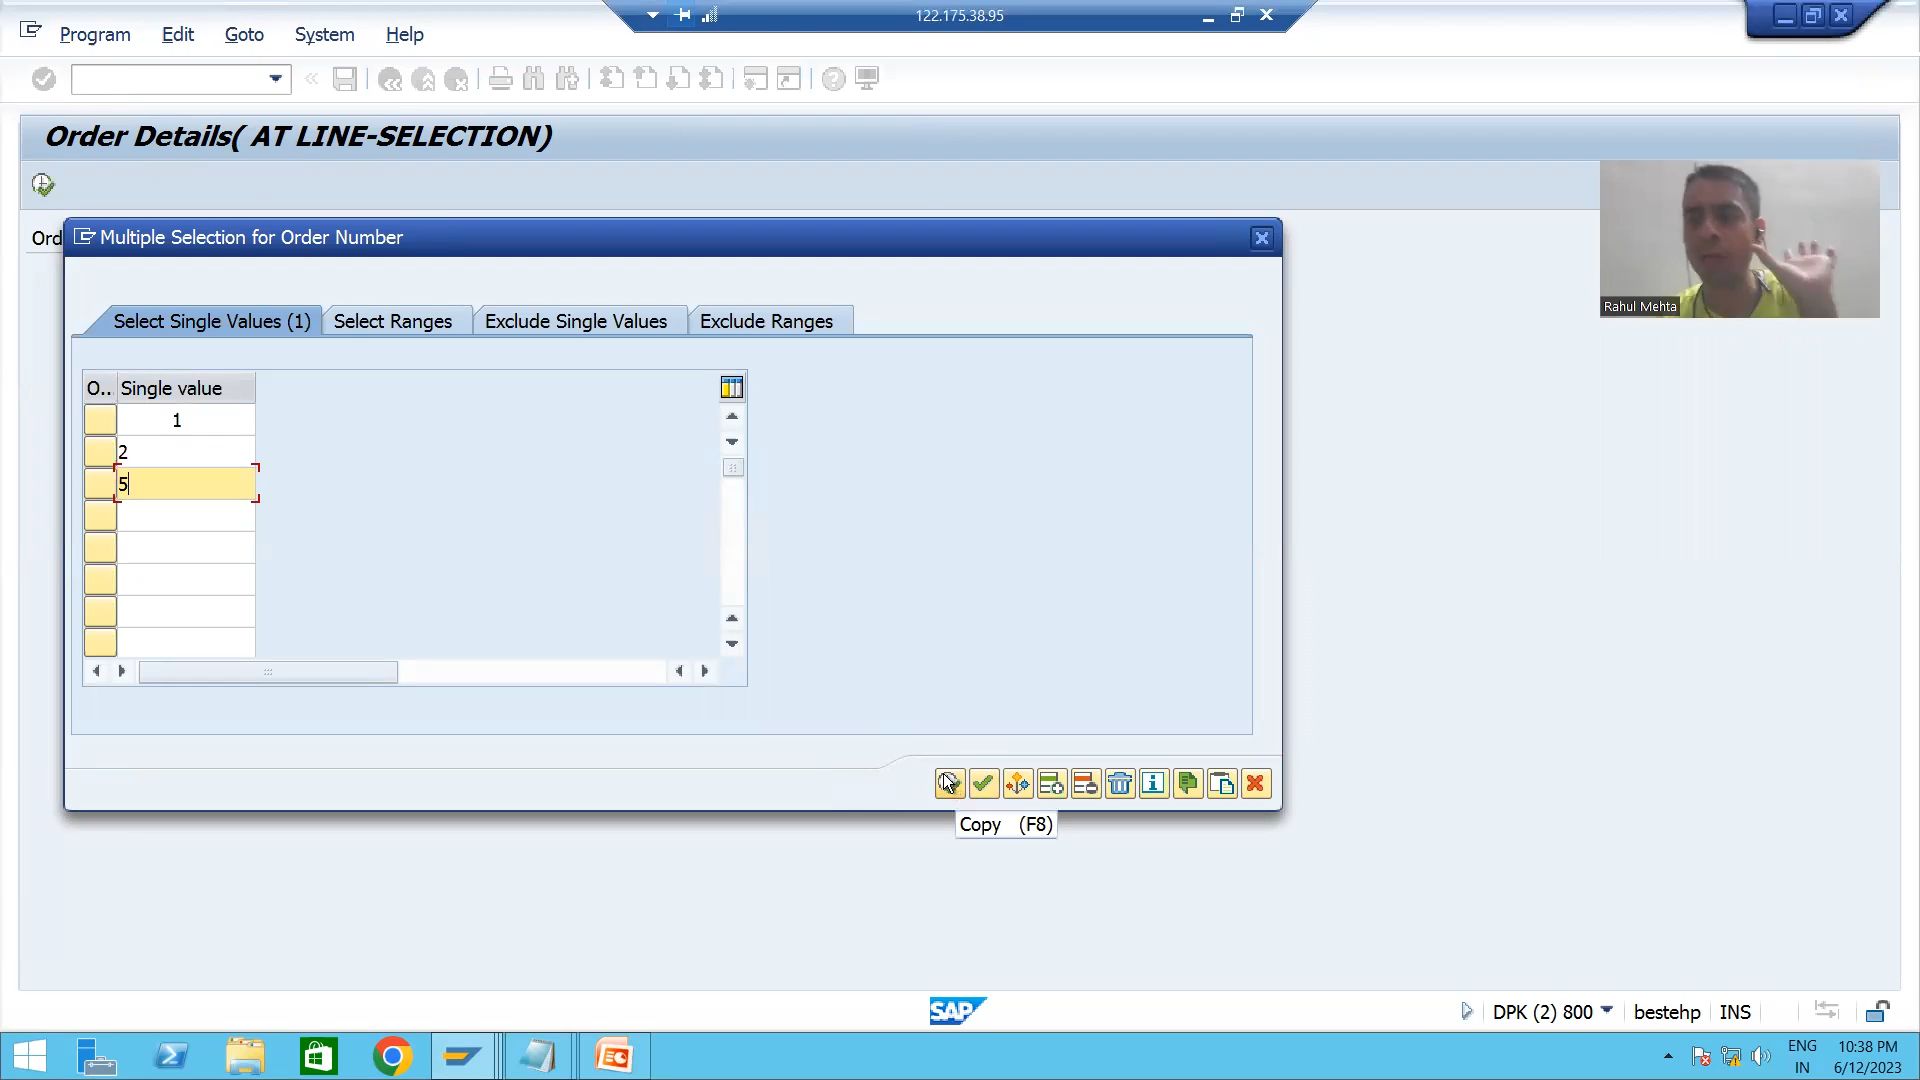 122.175.38.95
Program Edit Goto System Help
Order Details( AT LINE-SELECTION)
Rahul Mehta
Ord
Multiple Selection for Order Number
Select Single Values (1) Select Ranges Exclude Single Values Exclude Ranges
O.. Single value
1
2
5
Copy (F8)
SAP
DPK (2) 800 bestehp INS
ENG 10:38 PM
IN 6/12/2023